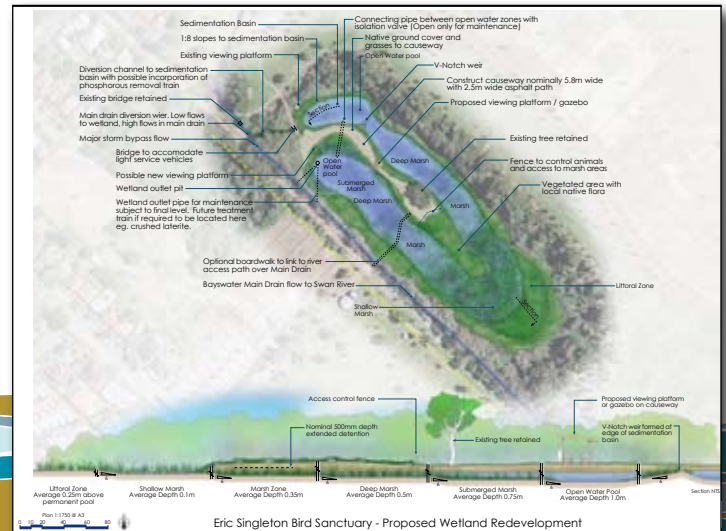 Sedimentation Basin
1:8 slopes to sedimentation basin
Existing viewing platform
Diversion channel to sedimentation
basin with possible incorporation of
phosphorous removal train
Existing bridge retained
Main drain diversion wier. Low flows
to wetland, high flows in main drain
Major storm bypass flow
Bridge to accomodate
light service vehicles
Possible new viewing platform
Wetland outlet pit
Wetland outlet pipe for maintenance
subject to final level. Future treatment
train if required to be located here
eg. crushed laterite.
Optional boardwalk to link to river
access path over Main Drain
Bayswater Main Drain flow to Swan River
Connecting pipe between open water zones with
isolation valve (Open only for maintenance)
Native ground cover and
grasses to causeway
Open Water pool
V-Notch weir
Construct causeway nominally 5.8m wide
with 2.5m wide asphalt path
Proposed viewing platform / gazebo
Existing tree retained
Fence to control animals
and access to marsh areas
Vegetated area with
local native flora
Littoral Zone
Section
Open
Water
pool
Deep Marsh
Submerged
Marsh
Deep Marsh
Marsh
Marsh
Shallow
Marsh
Section
Access control fence
Nominal 500mm depth
extended detention
Existing tree retained
Proposed viewing platform
or gazebo on causeway
V-Notch weir formed at
edge of sedimentation
basin
Littoral Zone
Average 0.25m above
permanent pool
Shallow Marsh
Average Depth 0.1m
Marsh Zone
Average Depth 0.35m
Deep Marsh
Average Depth 0.5m
Submerged Marsh
Average Depth 0.75m
Open Water Pool
Average Depth 1.0m
Section NTS
Plan 1:1750 @ A3
0 10 20 40 60 80
Eric Singleton Bird Sanctuary - Proposed Wetland Redevelopment